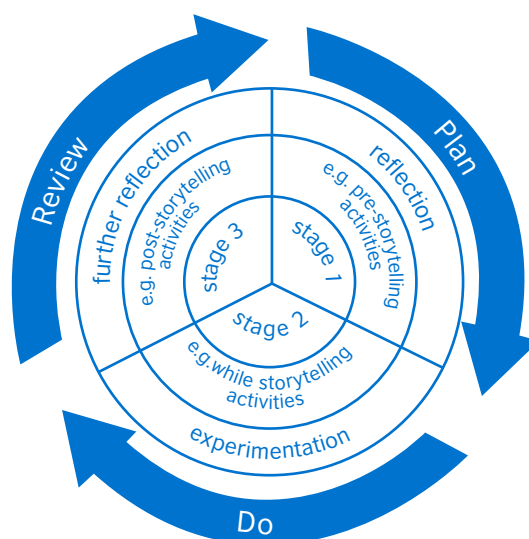 Plan
reflection
e.g. pre-storytelling
activities
stage 1
Do
stage 2
e.g.while storytelling
activities
experimentation
Review
further reflection
e.g. post-storytelling
activities
stage 3